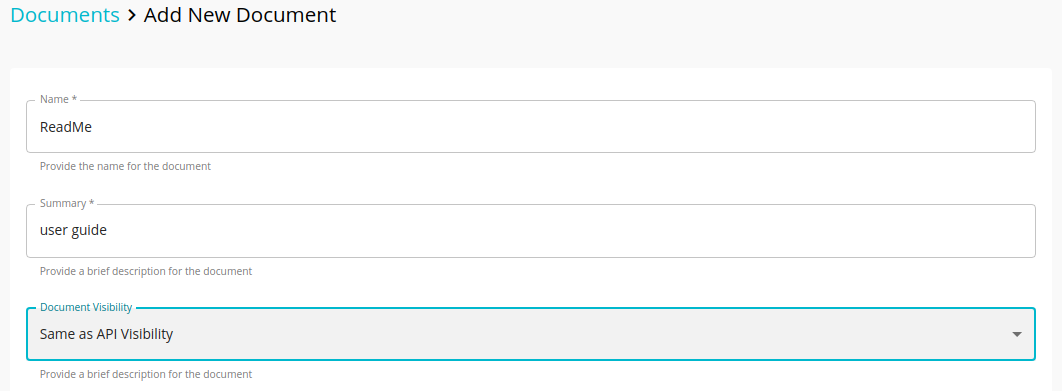 Documents > Add New Document
Name *
ReadMe
Provide the name for the document
Summary *
user guide
Provide a brief description for the document
Document Visibility
Same as API Visibility
Provide a brief description for the document